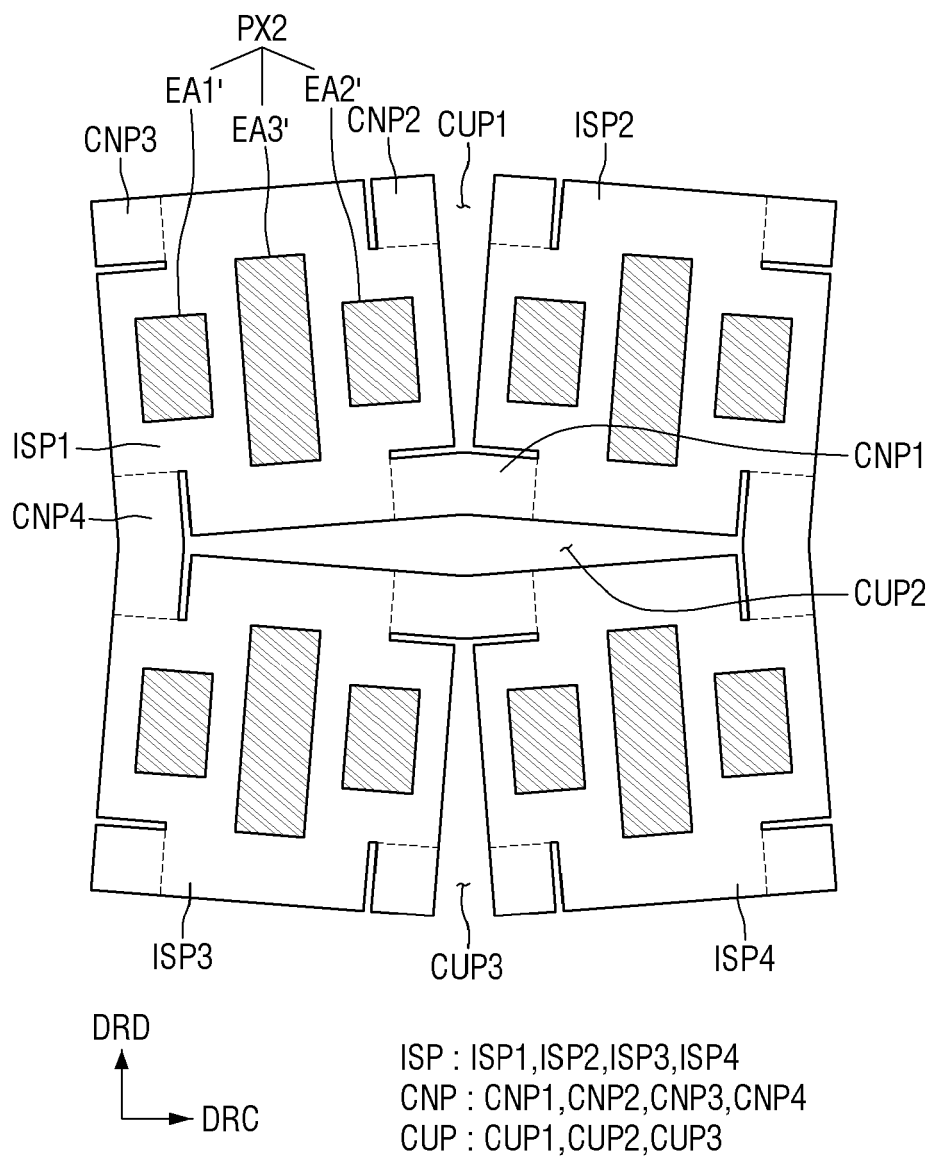 PX2
EA1' EA2'
EA3'
CNP3 CNP2 CUP1 ISP2
ISP1
CNP1
CNP4
CUP2
ISP3 CUP3 ISP4
DRD
DRC
ISP : ISP1,ISP2,ISP3,ISP4
CNP : CNP1,CNP2,CNP3,CNP4
CUP : CUP1,CUP2,CUP3